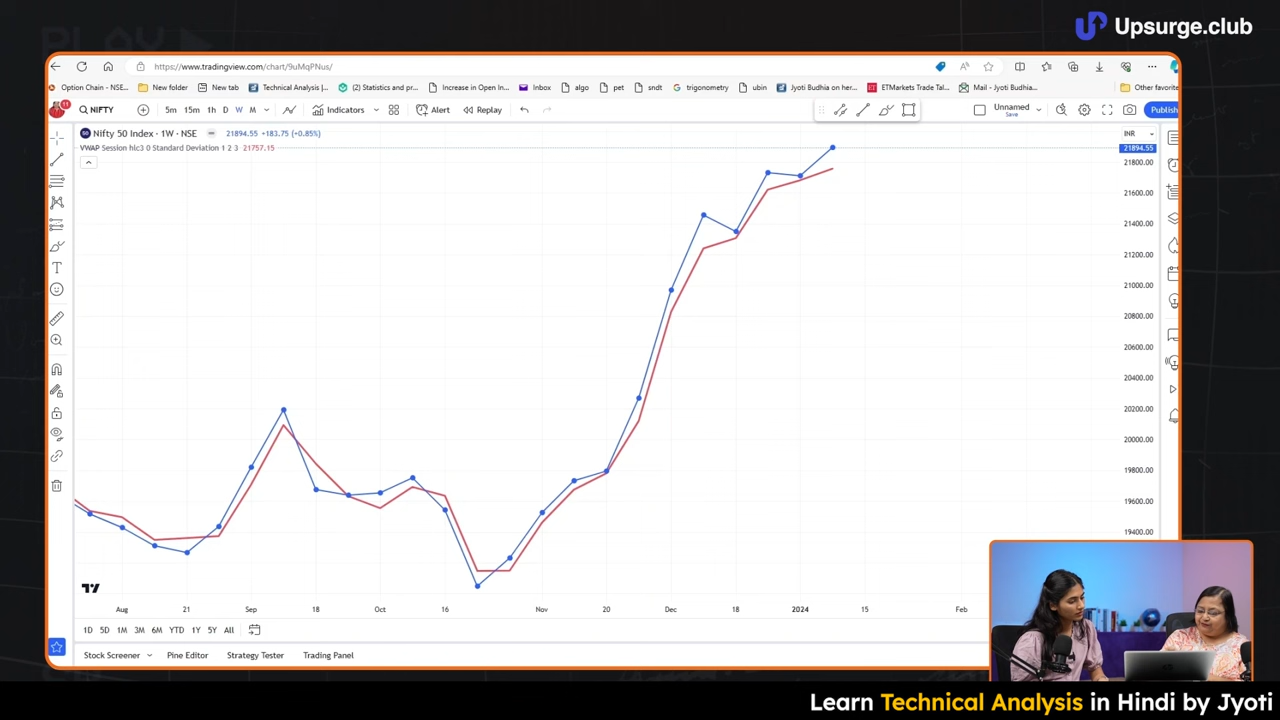 PLAY
Upsurge.club
https://www.tradingview.com/chart/9uMqPNus/
Option Chain - NSE...
New folder
New tab
Technical Analysis |...
(2) Statistics and pr...
Increase in Open In...
algo
pet
sndt
trigonometry
Inbox
ubin
Jyoti Budhia on her...
ETMarkets Trade Tal...
Mail - Jyoti Budhia...
Other favorite
11
NIFTY
5m 15m 1h D W M
Indicators
Alert
Replay
Unnamed
Save
Publish
Nifty 50 Index · 1W · NSE 21894.55 +183.75 (+0.85%)
VWAP Session hlc3 0 Standard Deviation 1 2 3 21757.15
INR
21894.55
21800.00
21600.00
21400.00
21200.00
21000.00
20800.00
20600.00
20400.00
20200.00
20000.00
19800.00
19600.00
19400.00
Aug 21 Sep 18 Oct 16 Nov 20 Dec 18 2024 15 Feb
1D 5D 1M 3M 6M YTD 1Y 5Y All
Stock Screener
Pine Editor
Strategy Tester
Trading Panel
Learn Technical Analysis in Hindi by Jyoti